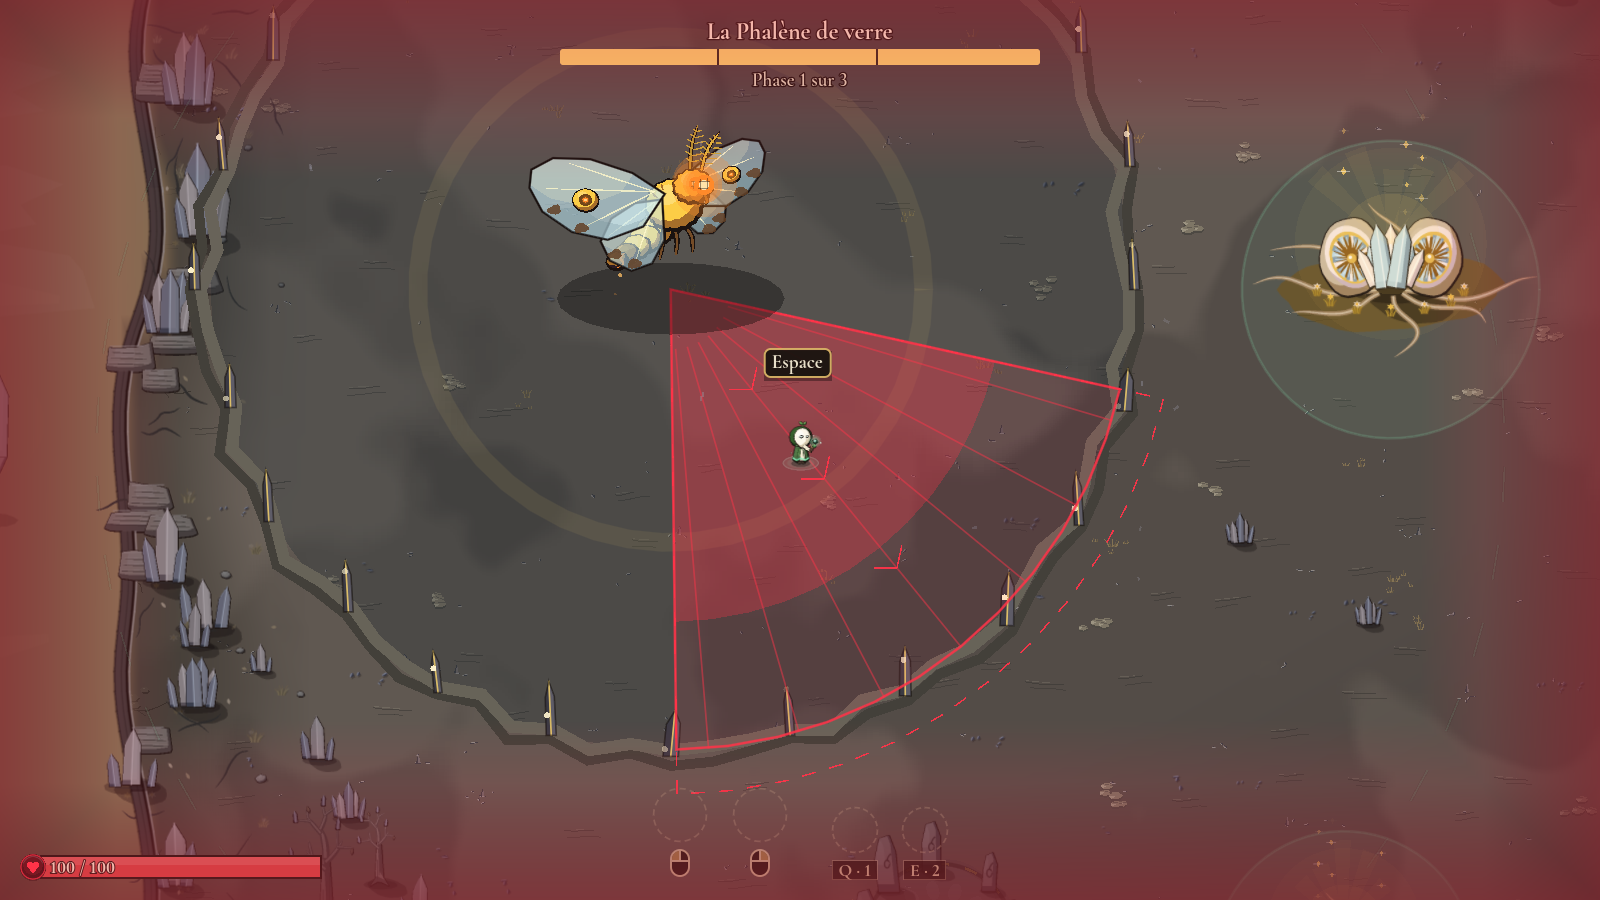 La Phalène de verre
Phase 1 sur 3
Espace
100 / 100
Q · 1
E · 2